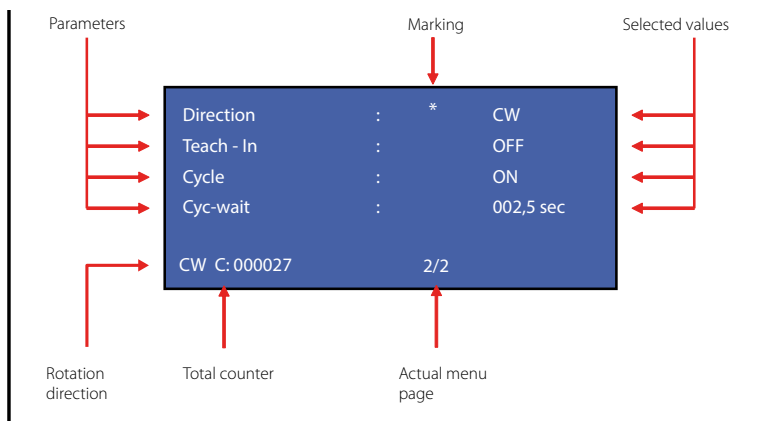 Parameters Marking Selected values
Direction : * CW
Teach - In : OFF
Cycle : ON
Cyc-wait : 002,5 sec
CW C: 000027 2/2
Rotation direction
Total counter
Actual menu page